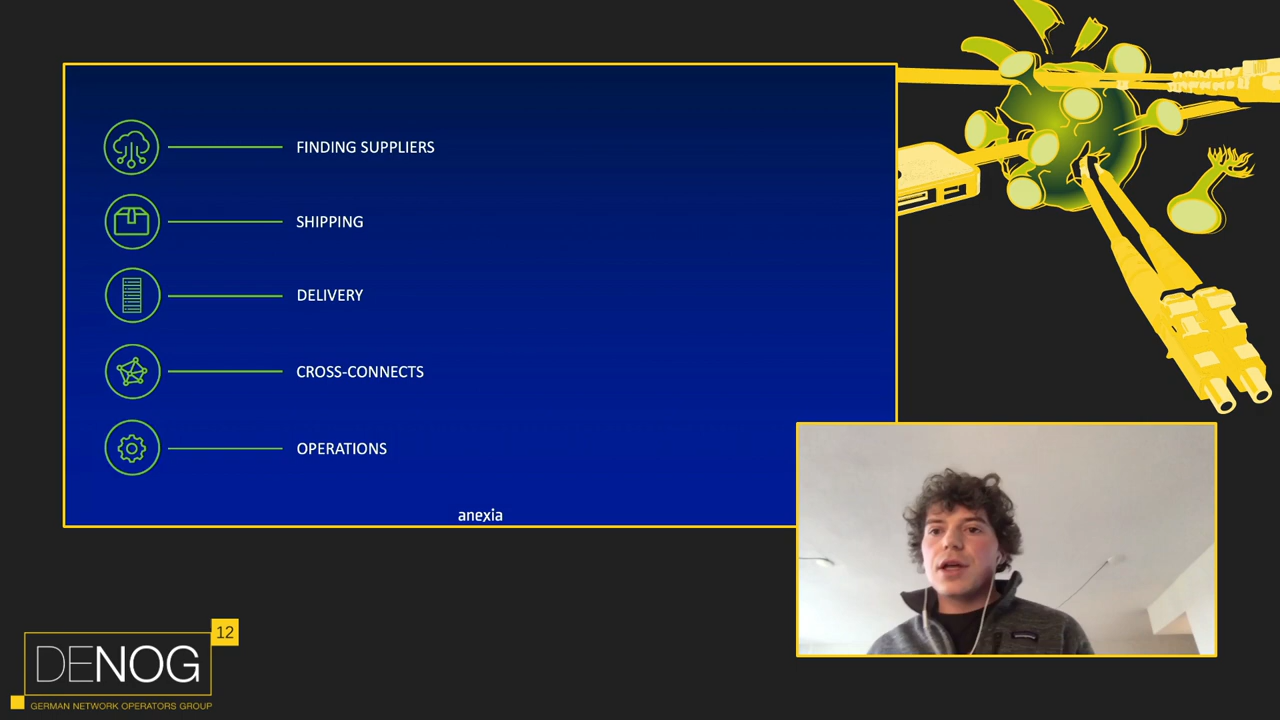 FINDING SUPPLIERS
SHIPPING
DELIVERY
CROSS-CONNECTS
OPERATIONS
anexia
12
DENOG
GERMAN NETWORK OPERATORS GROUP